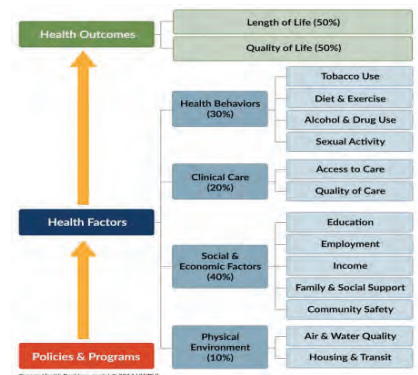 Health Outcomes
Length of Life (50%)
Quality of Life (50%)
Health Factors
Health Behaviors
(30%)
Tobacco Use
Diet & Exercise
Alcohol & Drug Use
Sexual Activity
Clinical Care
(20%)
Access to Care
Quality of Care
Social &
Economic Factors
(40%)
Education
Employment
Income
Family & Social Support
Community Safety
Physical
Environment
(10%)
Air & Water Quality
Housing & Transit
Policies & Programs